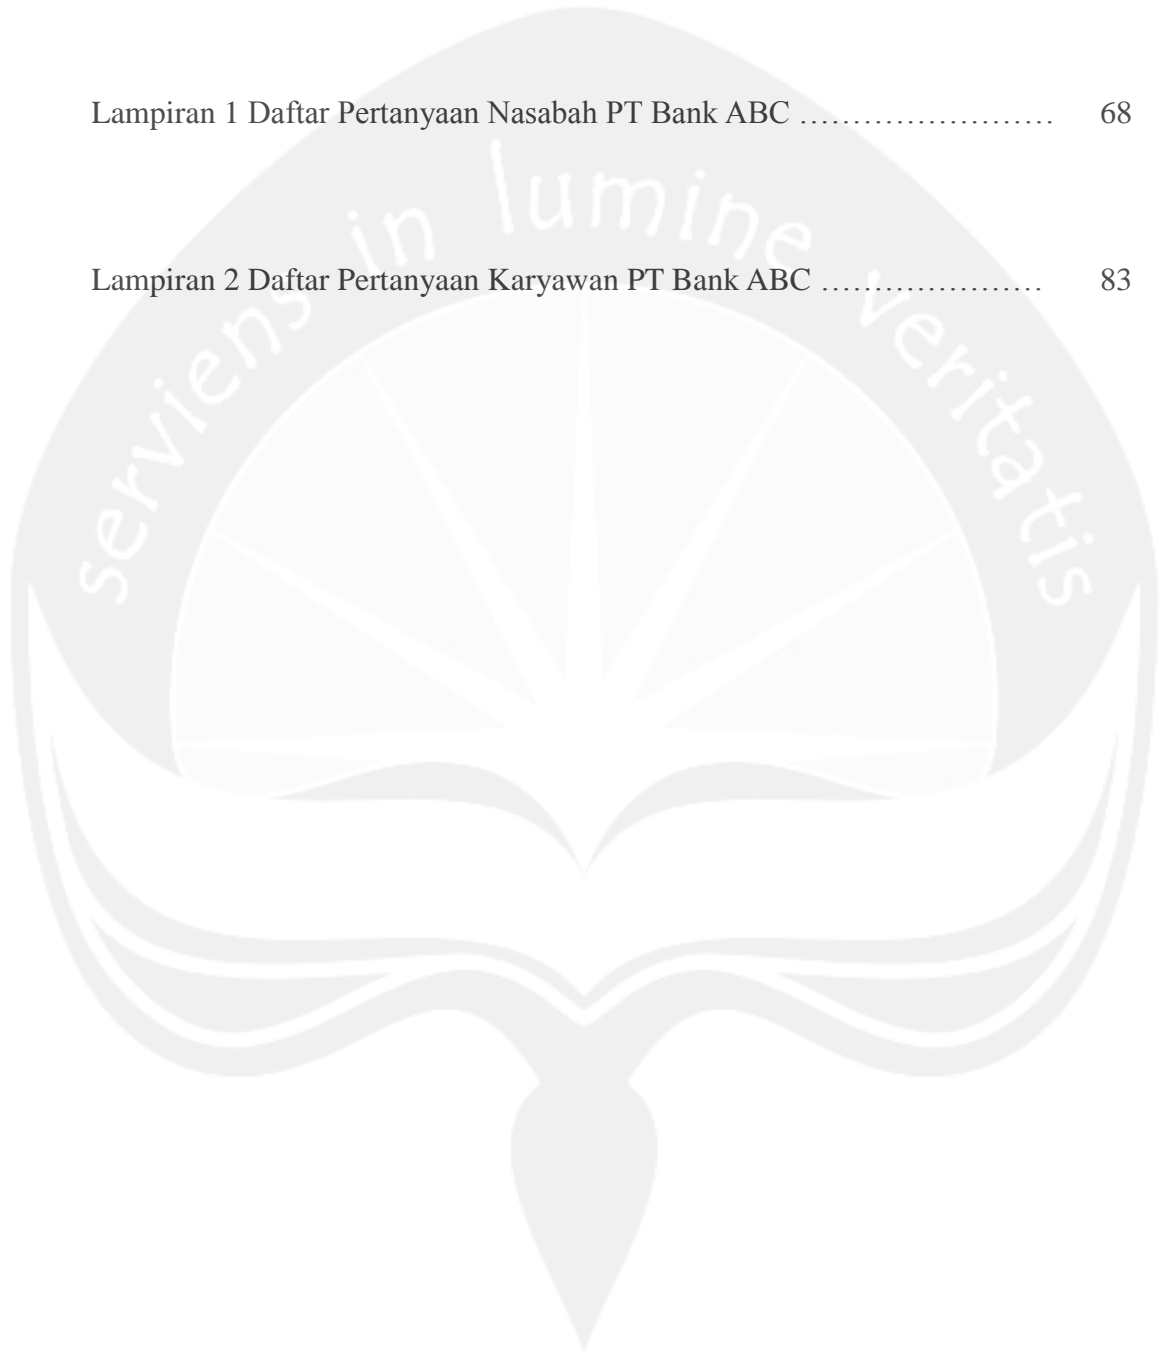 Lampiran 1 Daftar Pertanyaan Nasabah PT Bank ABC …………………… 68
serviens in lumine veritatis
Lampiran 2 Daftar Pertanyaan Karyawan PT Bank ABC ………………… 83